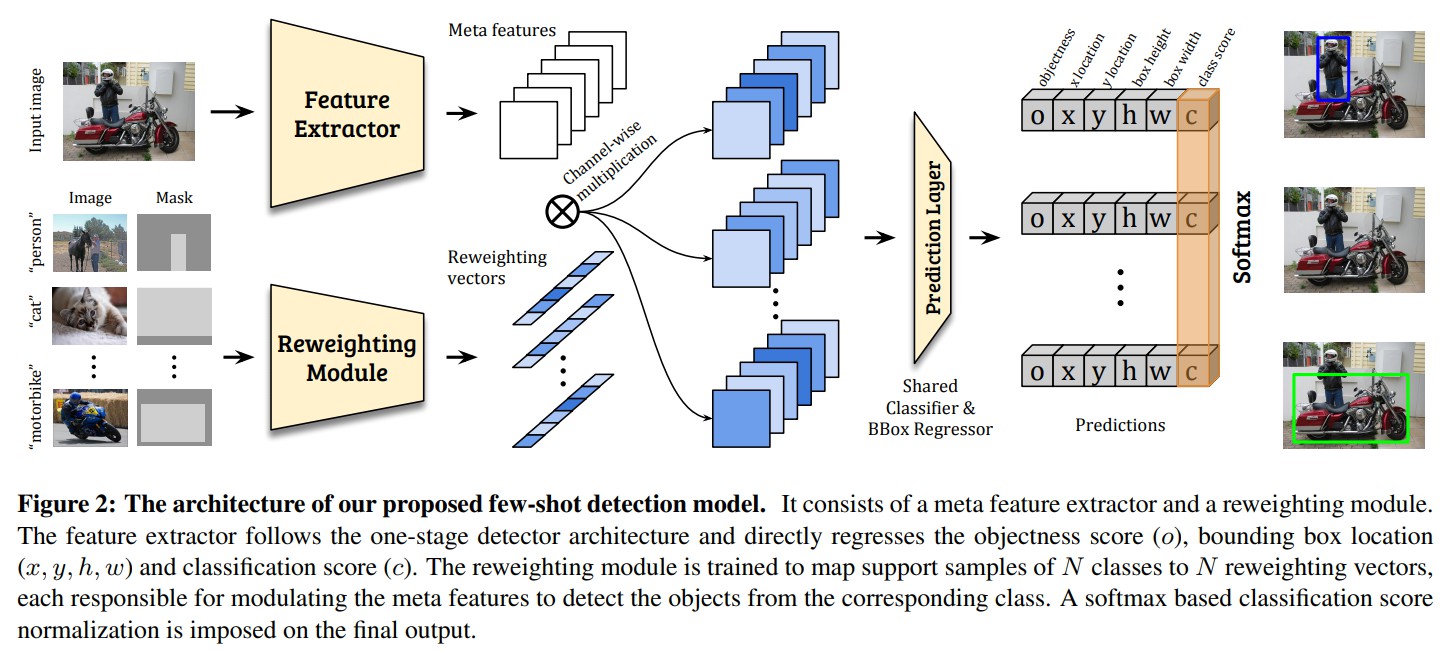 Input image
Feature
Extractor
Meta features
Channel-wise
multiplication
Image
Mask
"person"
"cat"
"motorbike"
Reweighting
Module
Reweighting
vectors
Prediction Layer
Shared
Classifier &
BBox Regressor
objectness
x location
y location
box height
box width
class score
o x y h w c
o x y h w c
o x y h w c
Predictions
Softmax
Figure 2: The architecture of our proposed few-shot detection model. It consists of a meta feature extractor and a reweighting module.
The feature extractor follows the one-stage detector architecture and directly regresses the objectness score (o), bounding box location
(x, y, h, w) and classification score (c). The reweighting module is trained to map support samples of N classes to N reweighting vectors,
each responsible for modulating the meta features to detect the objects from the corresponding class. A softmax based classification score
normalization is imposed on the final output.